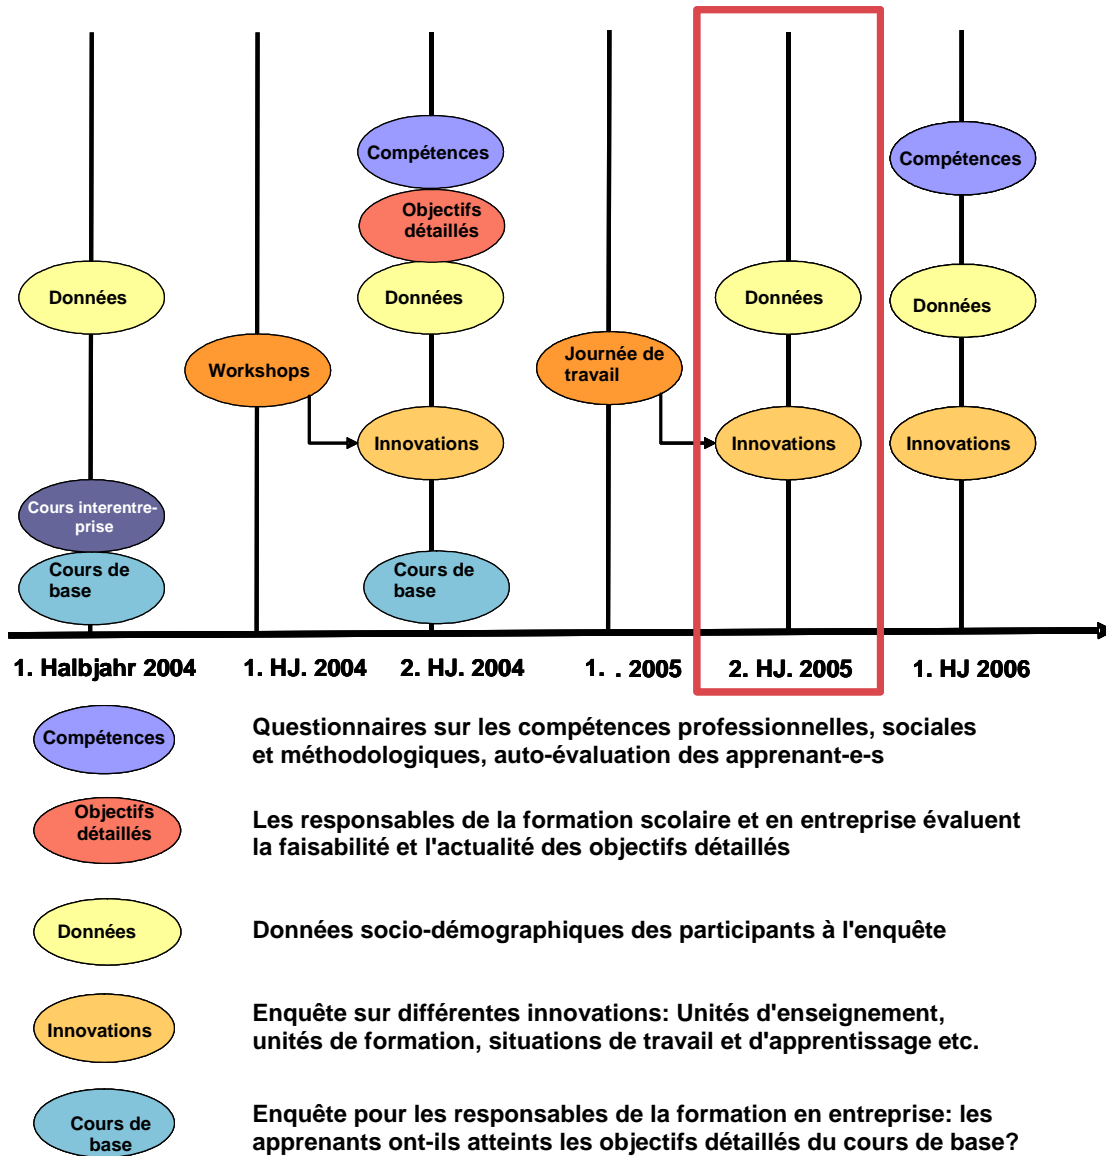 Compétences
Compétences
Objectifs
détaillés
Données
Données
Données
Données
Workshops
Journée de
travail
Innovations
Innovations
Innovations
Cours interentre-
prise
Cours de
base
Cours de
base
1. Halbjahr 2004
1. HJ. 2004
2. HJ. 2004
1. . 2005
2. HJ. 2005
1. HJ 2006
Compétences
Questionnaires sur les compétences professionnelles, sociales
et méthodologiques, auto-évaluation des apprenant-e-s
Objectifs
détaillés
Les responsables de la formation scolaire et en entreprise évaluent
la faisabilité et l'actualité des objectifs détaillés
Données
Données socio-démographiques des participants à l'enquête
Innovations
Enquête sur différentes innovations: Unités d'enseignement,
unités de formation, situations de travail et d'apprentissage etc.
Cours de
base
Enquête pour les responsables de la formation en entreprise: les
apprenants ont-ils atteints les objectifs détaillés du cours de base?